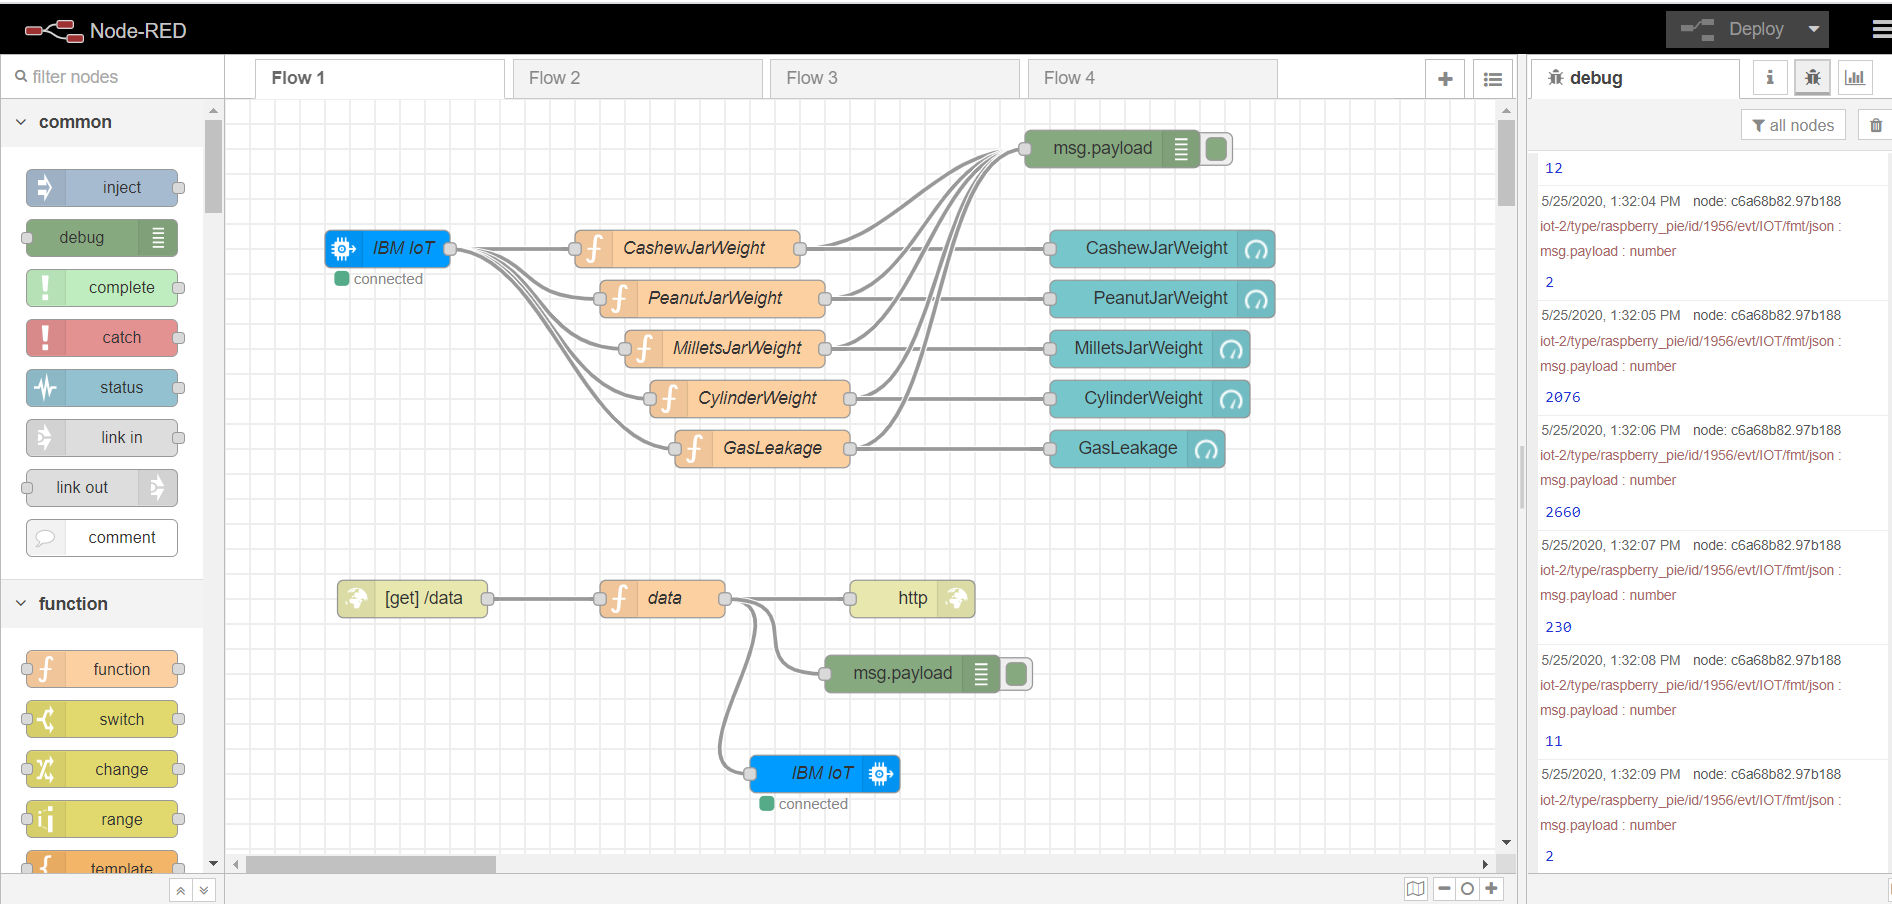 Node-RED
Deploy
filter nodes
Flow 1
Flow 2
Flow 3
Flow 4
debug
i
all nodes
common
inject
debug
complete
catch
status
link in
link out
comment
function
function
switch
change
range
template
msg.payload
IBM IoT
connected
CashewJarWeight
CashewJarWeight
PeanutJarWeight
PeanutJarWeight
MilletsJarWeight
MilletsJarWeight
CylinderWeight
CylinderWeight
GasLeakage
GasLeakage
[get] /data
data
http
msg.payload
IBM IoT
connected
12
5/25/2020, 1:32:04 PM node: c6a68b82.97b188
iot-2/type/raspberry_pie/id/1956/evt/IOT/fmt/json :
msg.payload : number
2
5/25/2020, 1:32:05 PM node: c6a68b82.97b188
iot-2/type/raspberry_pie/id/1956/evt/IOT/fmt/json :
msg.payload : number
2076
5/25/2020, 1:32:06 PM node: c6a68b82.97b188
iot-2/type/raspberry_pie/id/1956/evt/IOT/fmt/json :
msg.payload : number
2660
5/25/2020, 1:32:07 PM node: c6a68b82.97b188
iot-2/type/raspberry_pie/id/1956/evt/IOT/fmt/json :
msg.payload : number
230
5/25/2020, 1:32:08 PM node: c6a68b82.97b188
iot-2/type/raspberry_pie/id/1956/evt/IOT/fmt/json :
msg.payload : number
11
5/25/2020, 1:32:09 PM node: c6a68b82.97b188
iot-2/type/raspberry_pie/id/1956/evt/IOT/fmt/json :
msg.payload : number
2